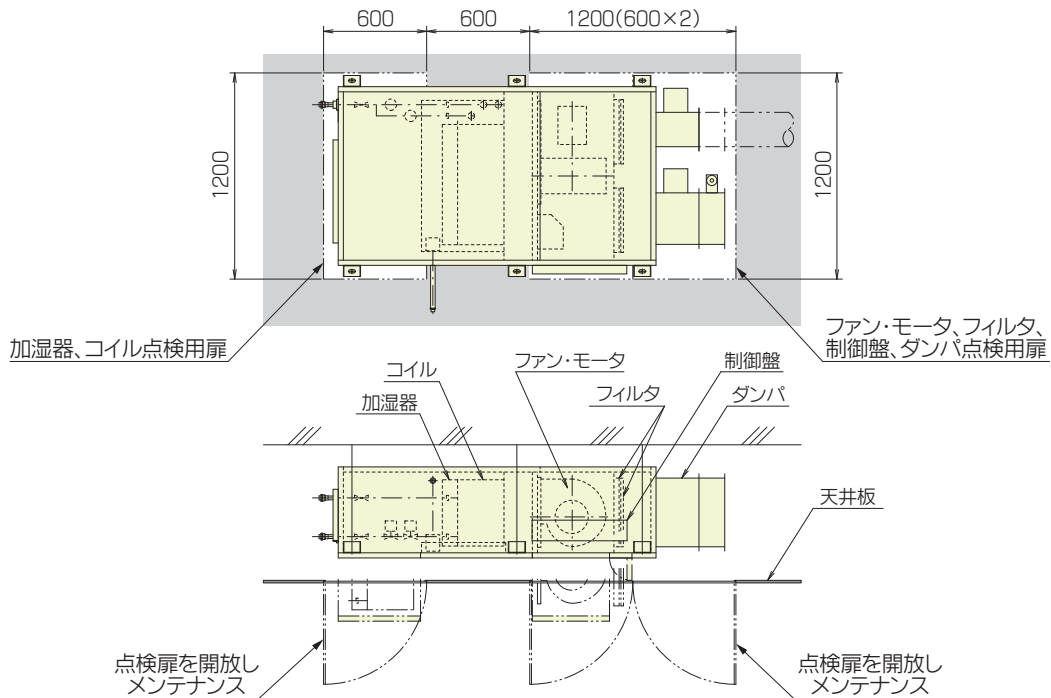 600
600
1200(600×2)
1200
1200
加湿器、コイル点検用扉
ファン・モータ、フィルタ、
制御盤、ダンパ点検用扉
コイル
ファン・モータ
制御盤
加湿器
フィルタ
ダンパ
天井板
点検扉を開放し
メンテナンス
点検扉を開放し
メンテナンス